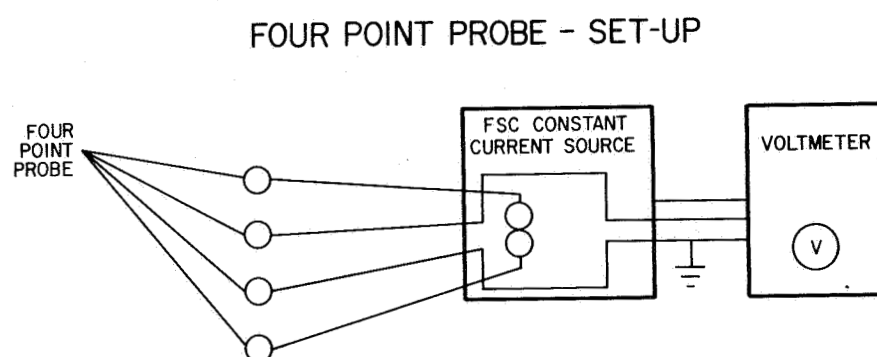 FOUR POINT PROBE - SET-UP
FOUR
POINT
PROBE
FSC CONSTANT
CURRENT SOURCE
VOLTMETER
V